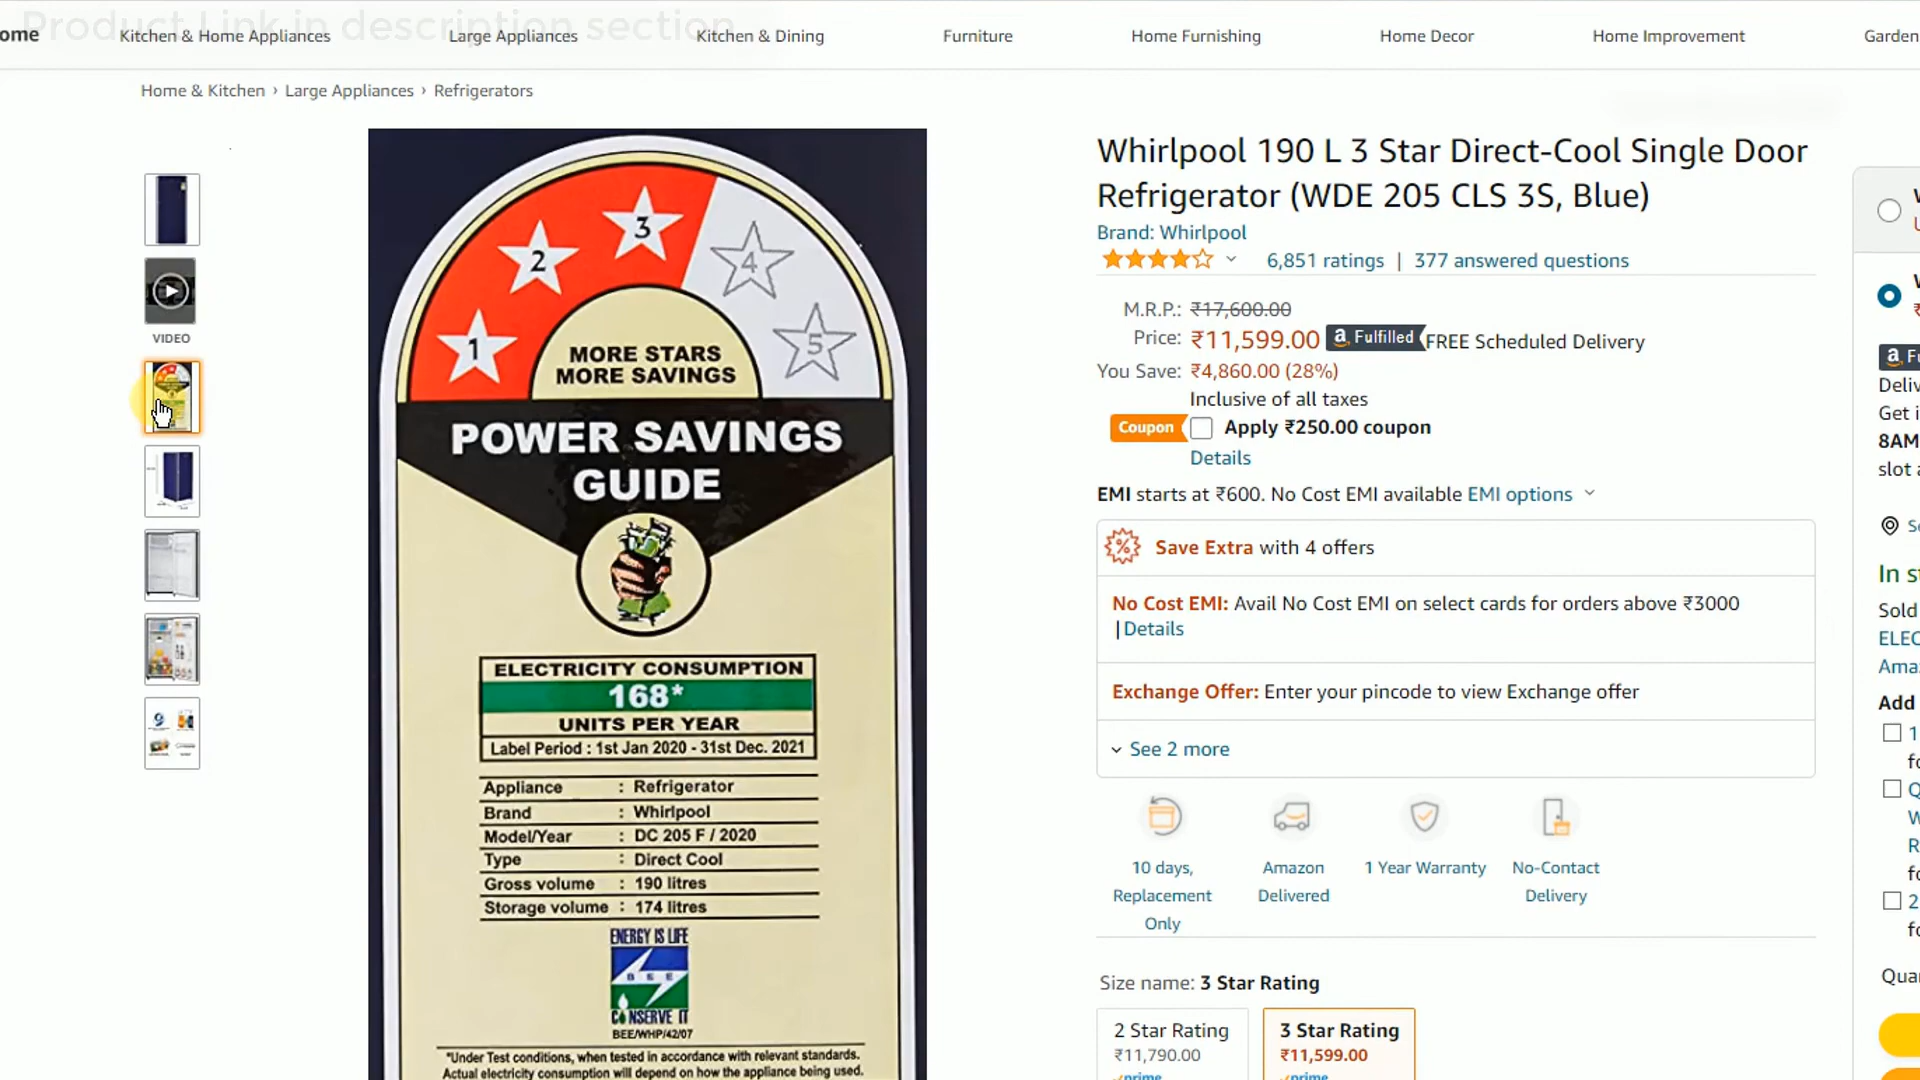 Product Link in description section
ome
Kitchen & Home Appliances
Large Appliances
Kitchen & Dining
Furniture
Home Furnishing
Home Decor
Home Improvement
Garden
Home & Kitchen › Large Appliances › Refrigerators
VIDEO
1
2
3
4
5
MORE STARS
MORE SAVINGS
POWER SAVINGS
GUIDE
ELECTRICITY CONSUMPTION
168*
UNITS PER YEAR
Label Period : 1st Jan 2020 - 31st Dec. 2021
Appliance : Refrigerator
Brand : Whirlpool
Model/Year : DC 205 F / 2020
Type : Direct Cool
Gross volume : 190 litres
Storage volume : 174 litres
ENERGY IS LIFE
BEE
CONSERVE IT
BEE/WHP/42/07
*Under Test conditions, when tested in accordance with relevant standards.
Actual electricity consumption will depend on how the appliance being used.
Whirlpool 190 L 3 Star Direct-Cool Single Door
Refrigerator (WDE 205 CLS 3S, Blue)
Brand: Whirlpool
6,851 ratings | 377 answered questions
M.R.P.: ₹17,600.00
Price: ₹11,599.00 a Fulfilled FREE Scheduled Delivery
You Save: ₹4,860.00 (28%)
Inclusive of all taxes
Coupon Apply ₹250.00 coupon
Details
EMI starts at ₹600. No Cost EMI available EMI options
Save Extra with 4 offers
No Cost EMI: Avail No Cost EMI on select cards for orders above ₹3000
|Details
Exchange Offer: Enter your pincode to view Exchange offer
See 2 more
10 days,
Replacement
Only
Amazon
Delivered
1 Year Warranty
No-Contact
Delivery
Size name: 3 Star Rating
2 Star Rating
₹11,790.00
prime
3 Star Rating
₹11,599.00
prime
a Fu
Deliv
Get i
8AM
slot a
Se
In st
Sold
ELEC
Ama
Add
1
fo
Q
W
R
fo
2
fo
Qua